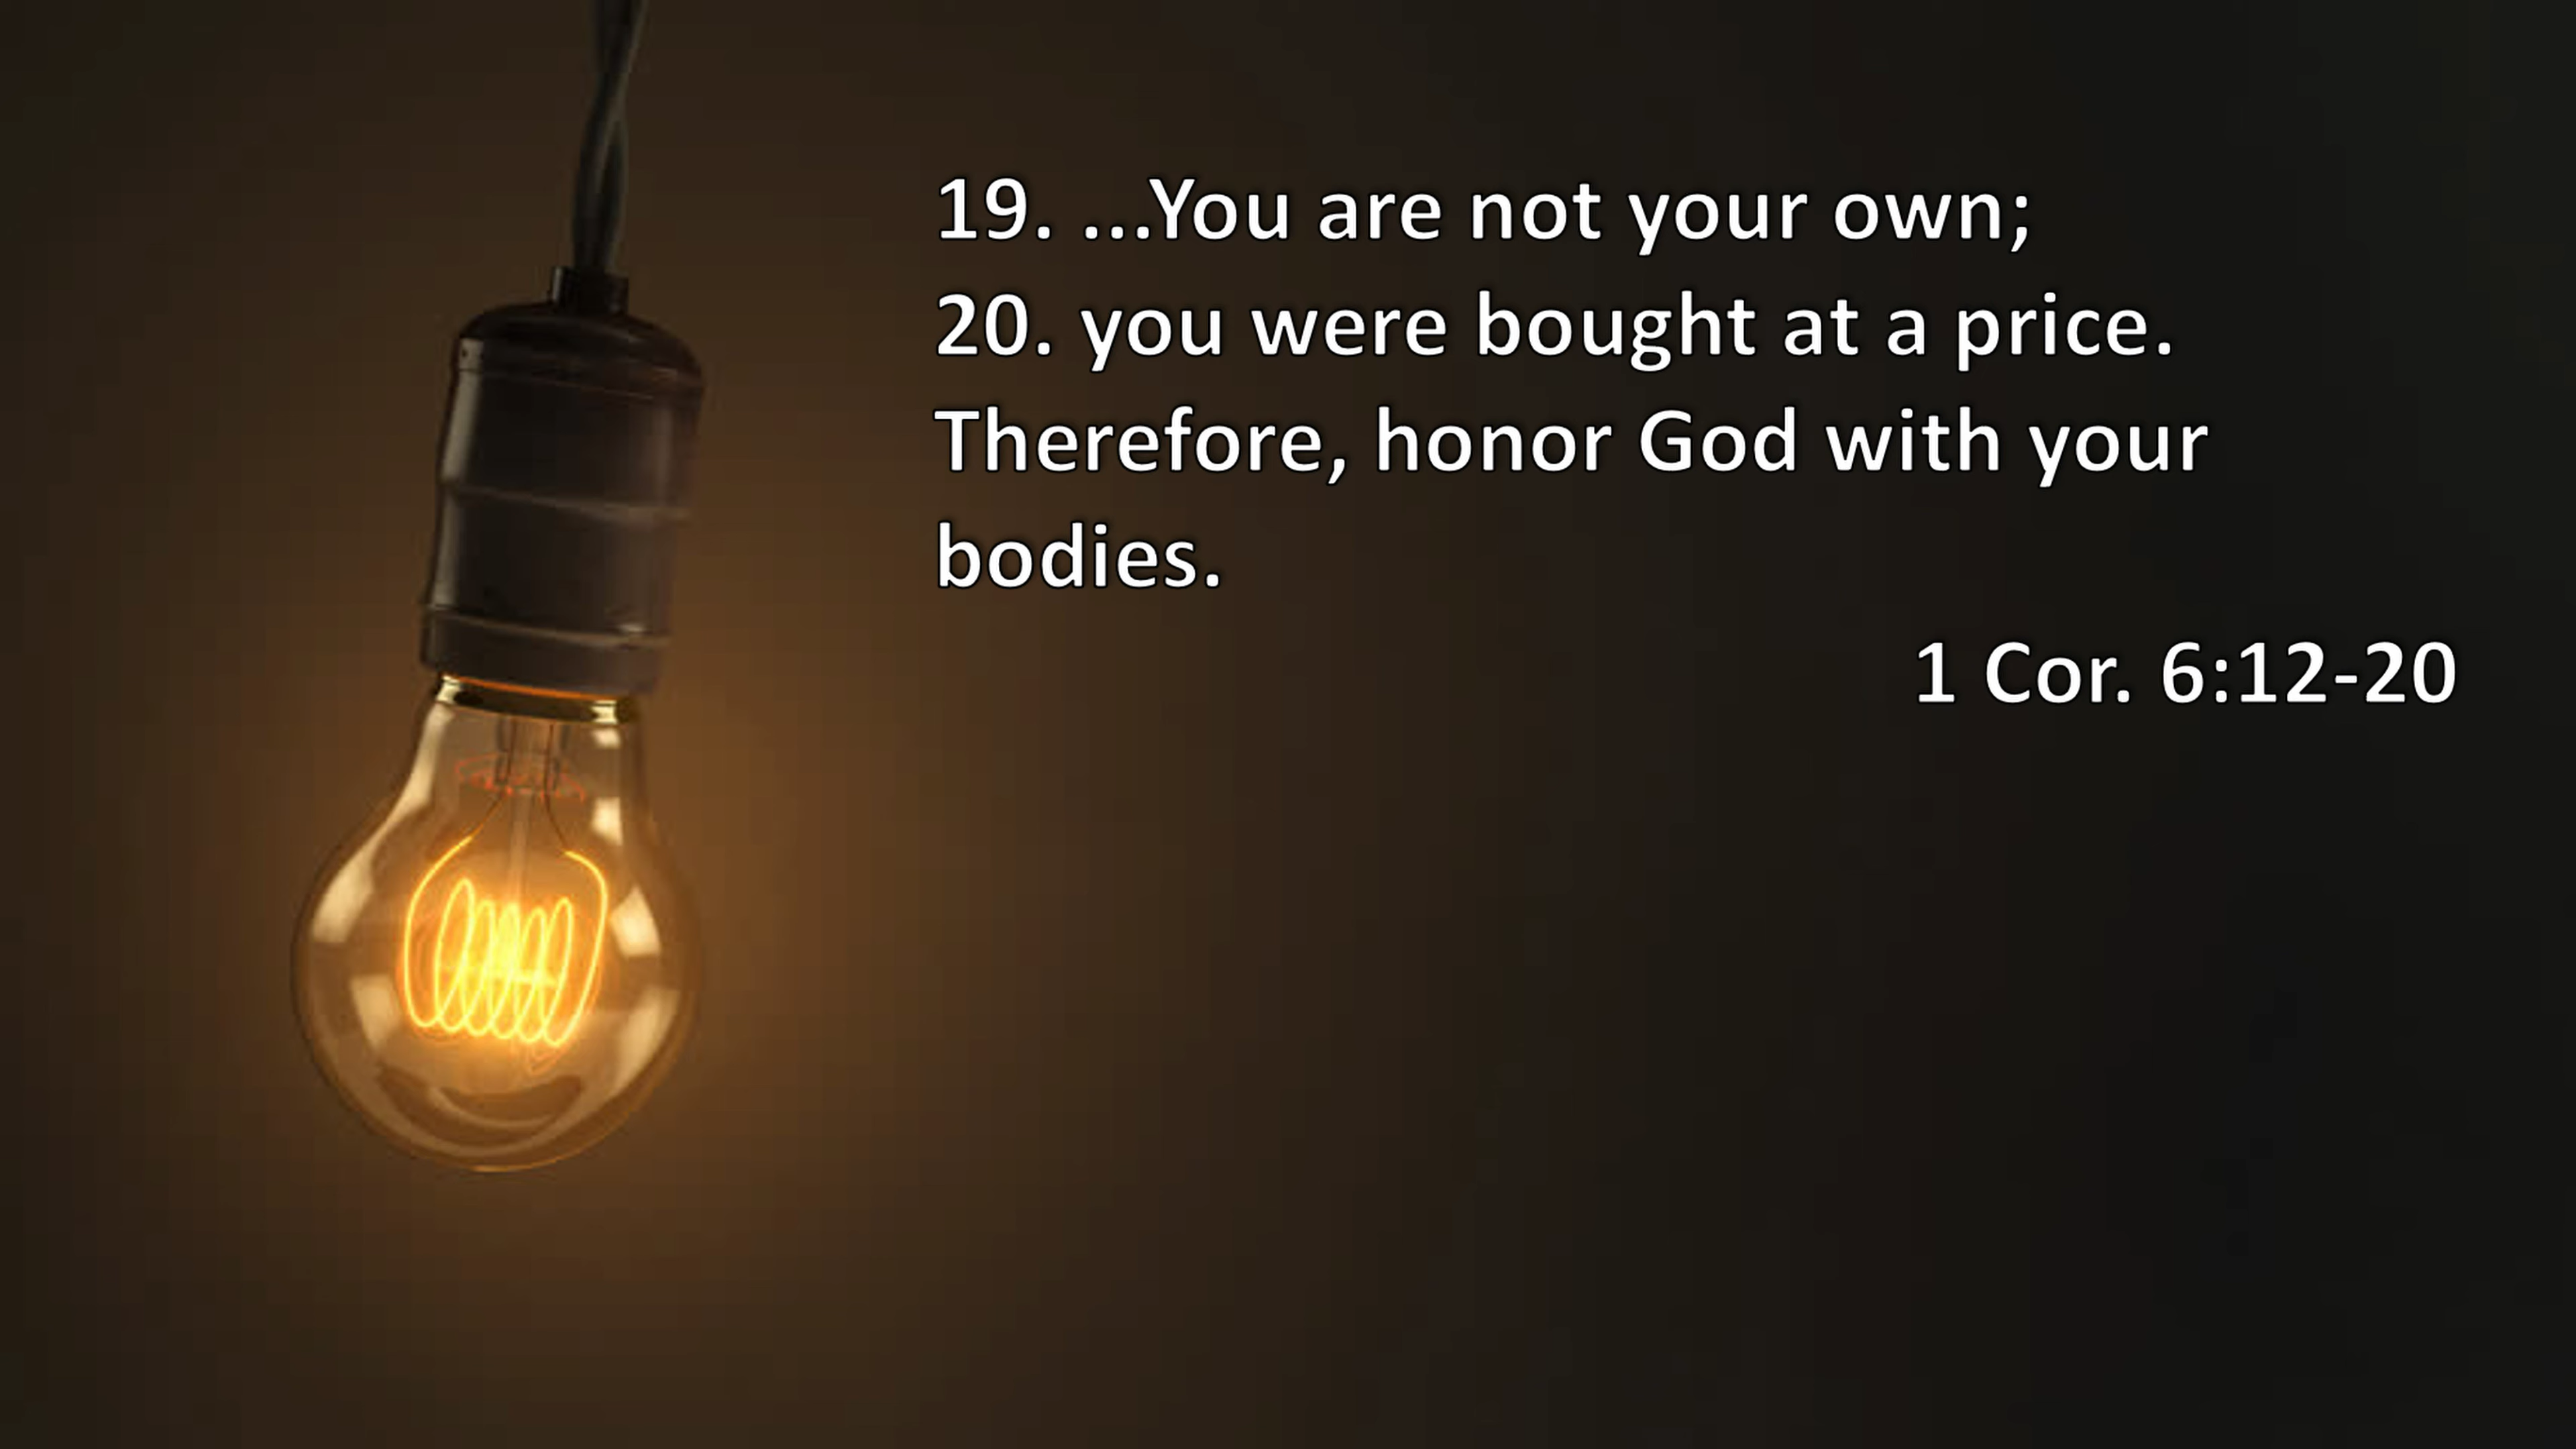 19. ...You are not your own;
20. you were bought at a price.
Therefore, honor God with your
bodies.
1 Cor. 6:12-20